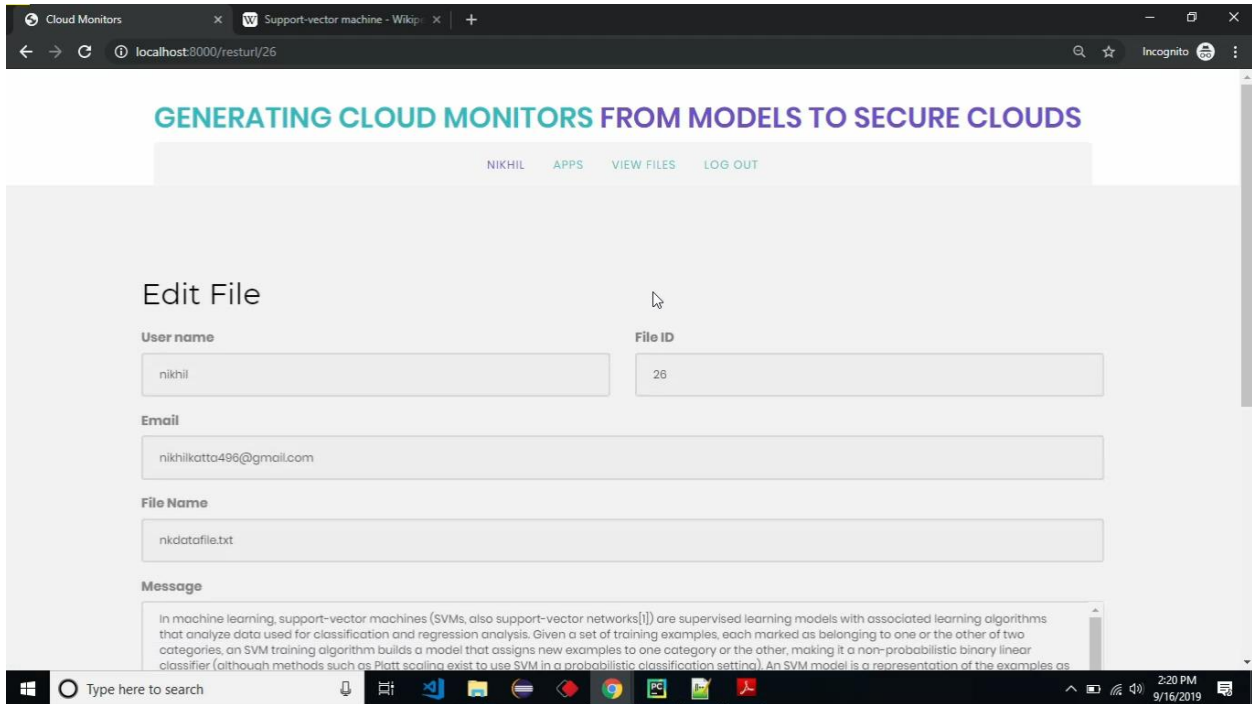 Cloud Monitors
Support-vector machine - Wikip
localhost:8000/resturl/26
Incognito
GENERATING CLOUD MONITORS FROM MODELS TO SECURE CLOUDS
NIKHIL APPS VIEW FILES LOG OUT
Edit File
User name File ID
nikhil 26
Email
nikhilkatta496@gmail.com
File Name
nkdatafile.txt
Message
In machine learning, support-vector machines (SVMs, also support-vector networks[1]) are supervised learning models with associated learning algorithms
that analyze data used for classification and regression analysis. Given a set of training examples, each marked as belonging to one or the other of two
categories, an SVM training algorithm builds a model that assigns new examples to one category or the other, making it a non-probabilistic binary linear
classifier (although methods such as Platt scaling exist to use SVM in a probabilistic classification setting). An SVM model is a representation of the examples as
Type here to search
2:20 PM
9/16/2019